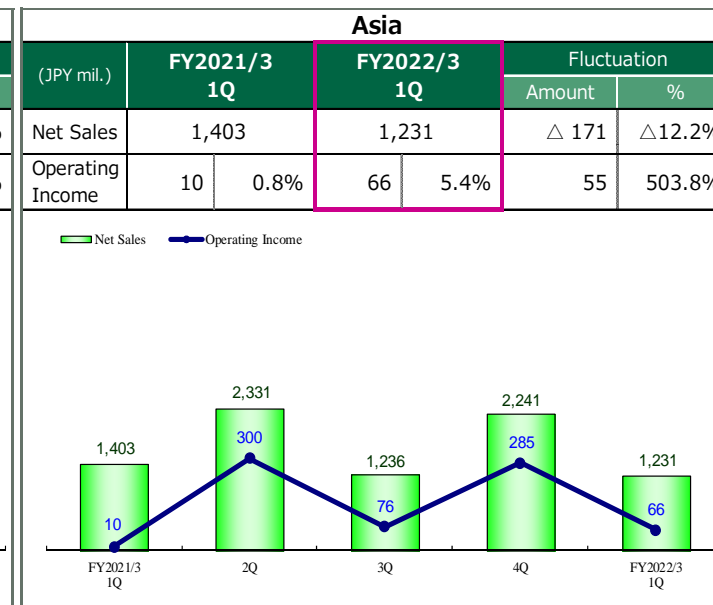 Asia
(JPY mil.) FY2021/3 1Q FY2022/3 1Q Fluctuation
Amount %
Net Sales 1,403 1,231 △ 171 △12.2%
Operating Income 10 0.8% 66 5.4% 55 503.8%
Net Sales Operating Income
2,331
2,241
1,403
300
285
1,236
1,231
76
66
10
FY2021/3 2Q 3Q 4Q FY2022/3
1Q 1Q